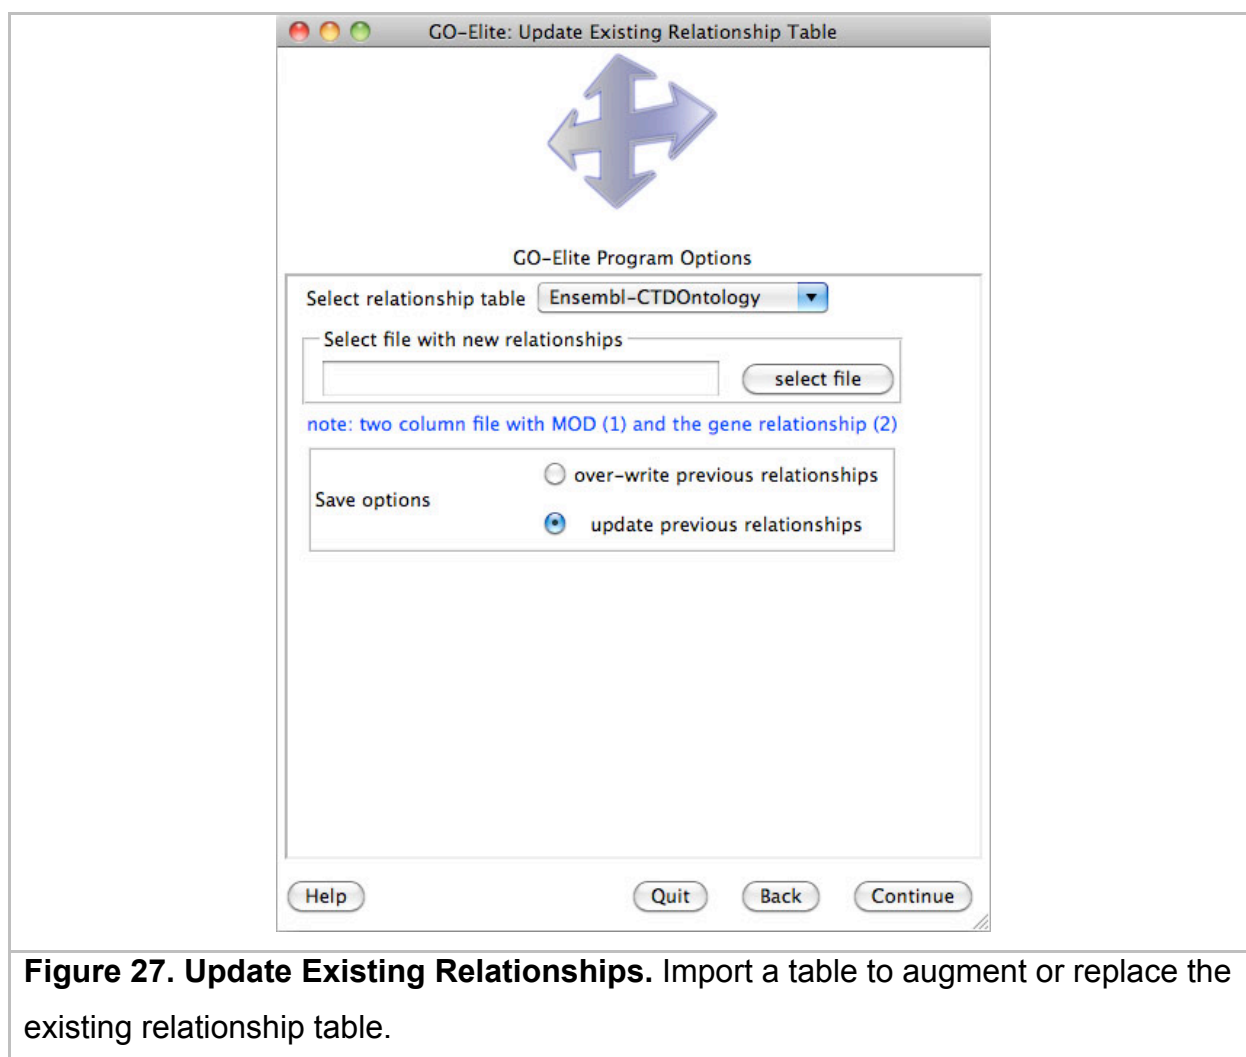 GO-Elite: Update Existing Relationship Table
GO-Elite Program Options
Select relationship table Ensembl-CTDOntology
Select file with new relationships
select file
note: two column file with MOD (1) and the gene relationship (2)
over-write previous relationships
Save options
update previous relationships
Help Quit Back Continue
Figure 27. Update Existing Relationships. Import a table to augment or replace the
existing relationship table.